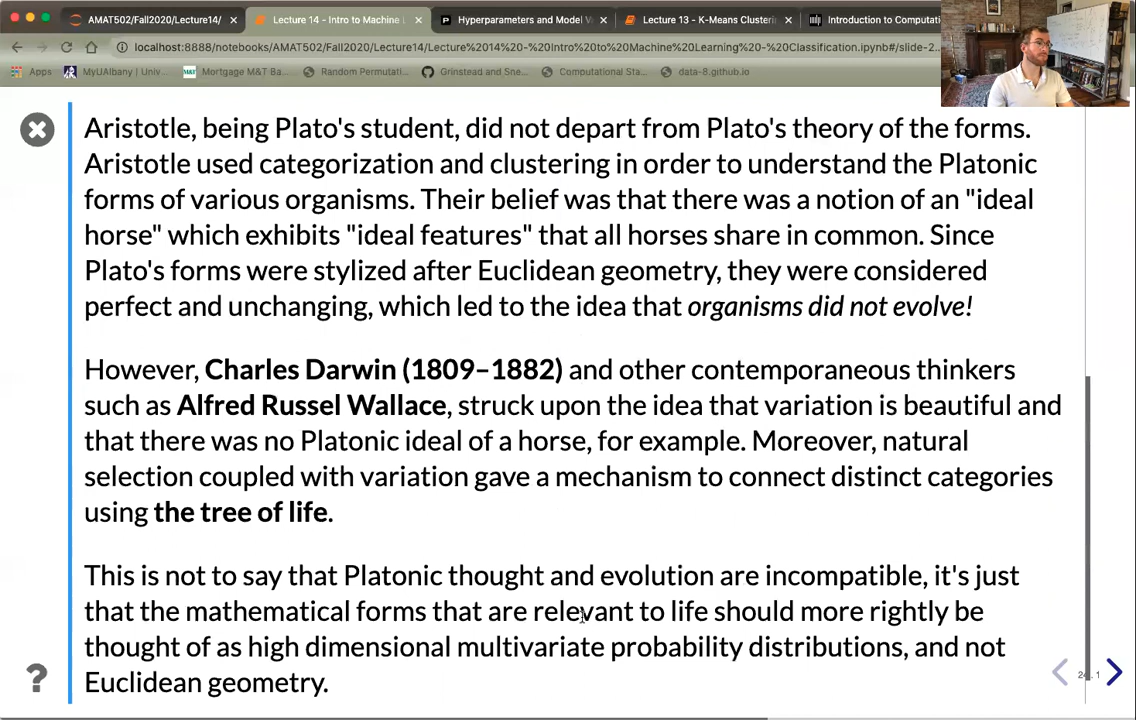 AMAT502/Fall2020/Lecture14/
Lecture 14 - Intro to Machine L
Hyperparameters and Model V
Lecture 13 - K-Means Clusterin
Introduction to Computati
localhost:8888/notebooks/AMAT502/Fall2020/Lecture14/Lecture%2014%20-%20Intro%20to%20Machine%20Learning%20-%20Classification.ipynb#/slide-2...
Apps
MyUAlbany | Univ...
M&T
Mortgage M&T Ba...
Random Permutati...
Grinstead and Sne...
Computational Sta...
data-8.github.io
Aristotle, being Plato's student, did not depart from Plato's theory of the forms.
Aristotle used categorization and clustering in order to understand the Platonic
forms of various organisms. Their belief was that there was a notion of an "ideal
horse" which exhibits "ideal features" that all horses share in common. Since
Plato's forms were stylized after Euclidean geometry, they were considered
perfect and unchanging, which led to the idea that organisms did not evolve!
However, Charles Darwin (1809–1882) and other contemporaneous thinkers
such as Alfred Russel Wallace, struck upon the idea that variation is beautiful and
that there was no Platonic ideal of a horse, for example. Moreover, natural
selection coupled with variation gave a mechanism to connect distinct categories
using the tree of life.
This is not to say that Platonic thought and evolution are incompatible, it's just
that the mathematical forms that are relevant to life should more rightly be
thought of as high dimensional multivariate probability distributions, and not
Euclidean geometry.
?